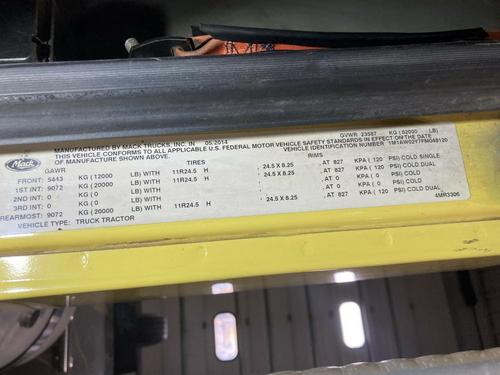 GVWR 23587 KG (52000 LB)
MANUFACTURED BY MACK TRUCKS, INC. IN 05/2014
THIS VEHICLE CONFORMS TO ALL APPLICABLE U.S. FEDERAL MOTOR VEHICLE SAFETY STANDARDS IN EFFECT ON THE DATE
OF MANUFACTURE SHOWN ABOVE. VEHICLE IDENTIFICATION NUMBER 1M1AW02Y7FM048120
Mack
GAWR TIRES RIMS
FRONT: 5443 KG (12000 LB) WITH 11R24.5 H , 24.5 X 8.25 , AT 827 KPA ( 120 PSI) COLD SINGLE
1ST INT: 9072 KG (20000 LB) WITH 11R24.5 H , 24.5 X 8.25 , AT 827 KPA ( 120 PSI) COLD DUAL
2ND INT: 0 KG ( 0 LB) WITH , AT 0 KPA ( 0 PSI) COLD
3RD INT: 0 KG ( 0 LB) WITH , AT 0 KPA ( 0 PSI) COLD
REARMOST: 9072 KG (20000 LB) WITH 11R24.5 H , 24.5 X 8.25 , AT 827 KPA ( 120 PSI) COLD DUAL
VEHICLE TYPE: TRUCK TRACTOR 4MR3306